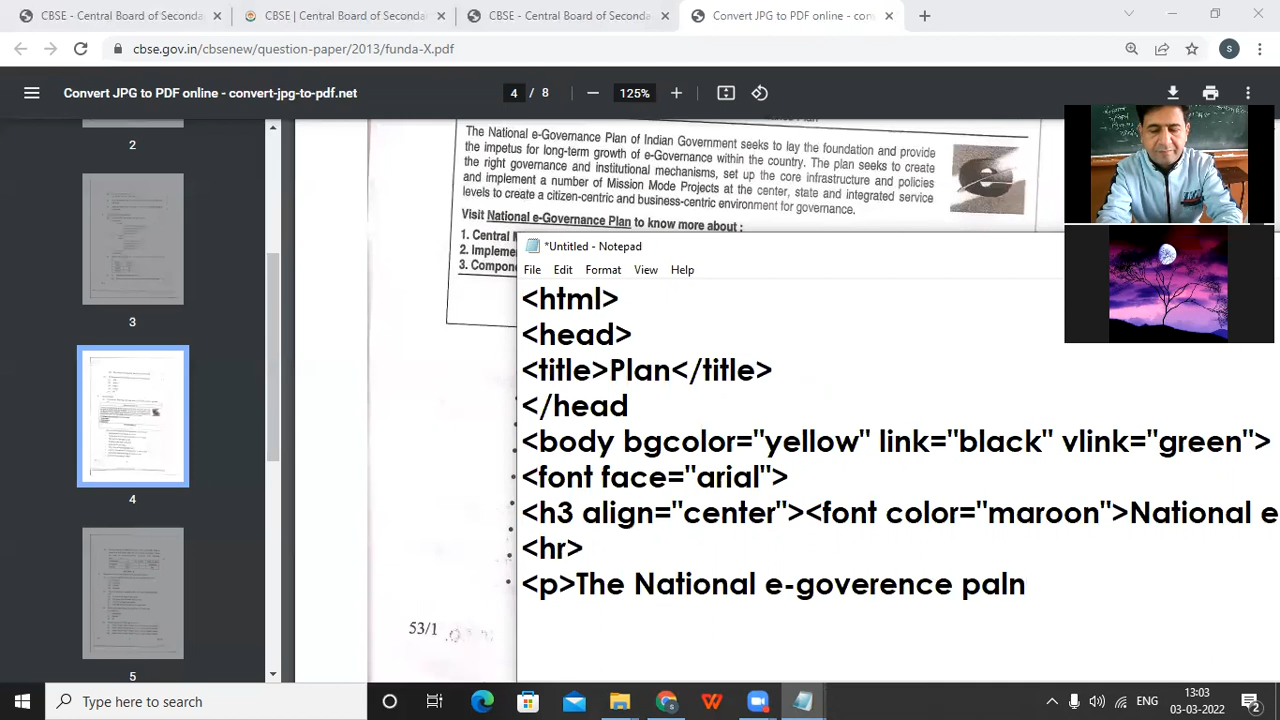 CBSE - Central Board of Seconda
CBSE | Central Board of Seconda
CBSE - Central Board of Seconda
Convert JPG to PDF online - con
cbse.gov.in/cbsenew/question-paper/2013/funda-X.pdf
S
Convert JPG to PDF online - convert-jpg-to-pdf.net
4 / 8
125%
2
3
4
5
The National e-Governance Plan of Indian Government seeks to lay the foundation and provide
the impetus for long-term growth of e-Governance within the country. The plan seeks to create
the right governance and institutional mechanisms, set up the core infrastructure and policies
and implement a number of Mission Mode Projects at the center, state and integrated service
levels to create a citizen-centric and business-centric environment for governance.
Visit National e-Governance Plan to know more about :
1. Central
2. Impleme
3. Compone
53/1
*Untitled - Notepad
File Edit Format View Help
<html>
<head>
<title>Plan</title>
</head
<body bgcolor="yellow" link="black" vlink="green">
<font face="arial">
<h3 align="center"><font color="maroon">National e
<hr>
<p>The National e-goverence paln
Type here to search
ENG
13:03
03-03-2022
2